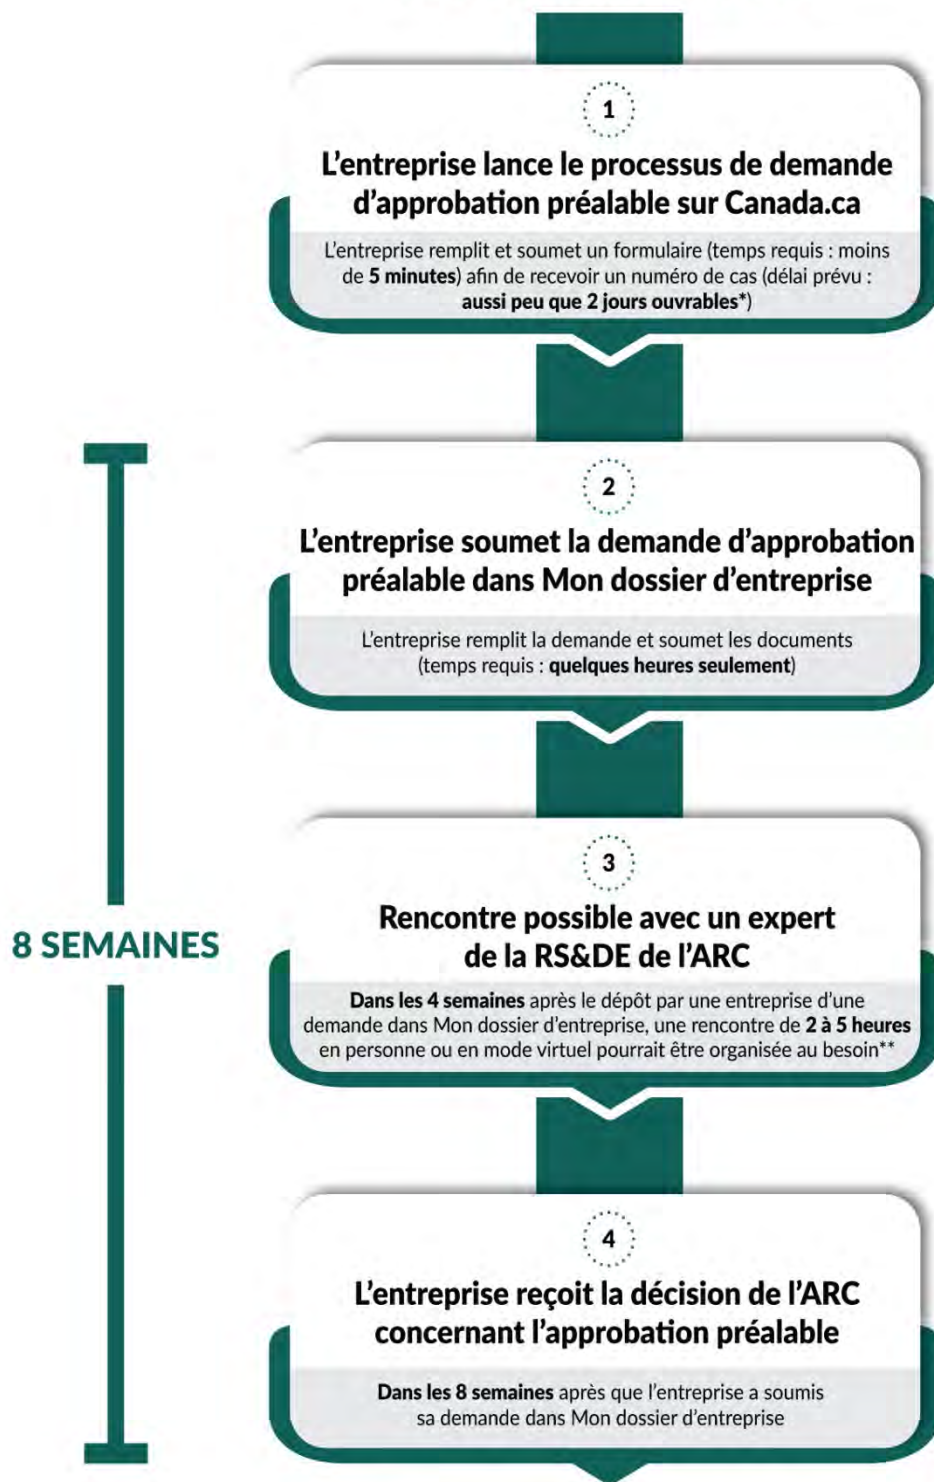 1
L'entreprise lance le processus de demande
d'approbation préalable sur Canada.ca
L'entreprise remplit et soumet un formulaire (temps requis : moins
de 5 minutes) afin de recevoir un numéro de cas (délai prévu :
aussi peu que 2 jours ouvrables*)
2
L'entreprise soumet la demande d'approbation
préalable dans Mon dossier d'entreprise
L'entreprise remplit la demande et soumet les documents
(temps requis : quelques heures seulement)
3
Rencontre possible avec un expert
de la RS&DE de l'ARC
Dans les 4 semaines après le dépôt par une entreprise d'une
demande dans Mon dossier d'entreprise, une rencontre de 2 à 5 heures
en personne ou en mode virtuel pourrait être organisée au besoin**
8 SEMAINES
4
L'entreprise reçoit la décision de l'ARC
concernant l'approbation préalable
Dans les 8 semaines après que l'entreprise a soumis
sa demande dans Mon dossier d'entreprise